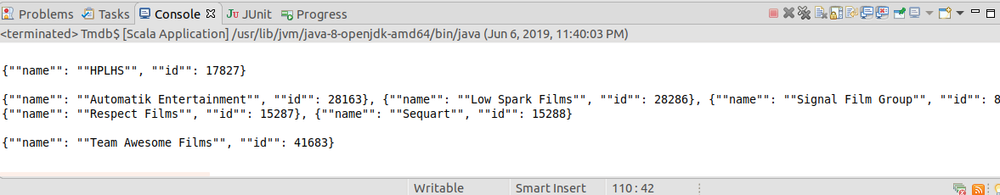 Problems Tasks Console JUnit Progress
<terminated> Tmdb$ [Scala Application] /usr/lib/jvm/java-8-openjdk-amd64/bin/java (Jun 6, 2019, 11:40:03 PM)
{""name"": ""HPLHS"", ""id"": 17827}
{""name"": ""Automatik Entertainment"", ""id"": 28163}, {""name"": ""Low Spark Films"", ""id"": 28286}, {""name"": ""Signal Film Group"", ""id"": 8
{""name"": ""Respect Films"", ""id"": 15287}, {""name"": ""Sequart"", ""id"": 15288}
{""name"": ""Team Awesome Films"", ""id"": 41683}
Writable Smart Insert 110 : 42